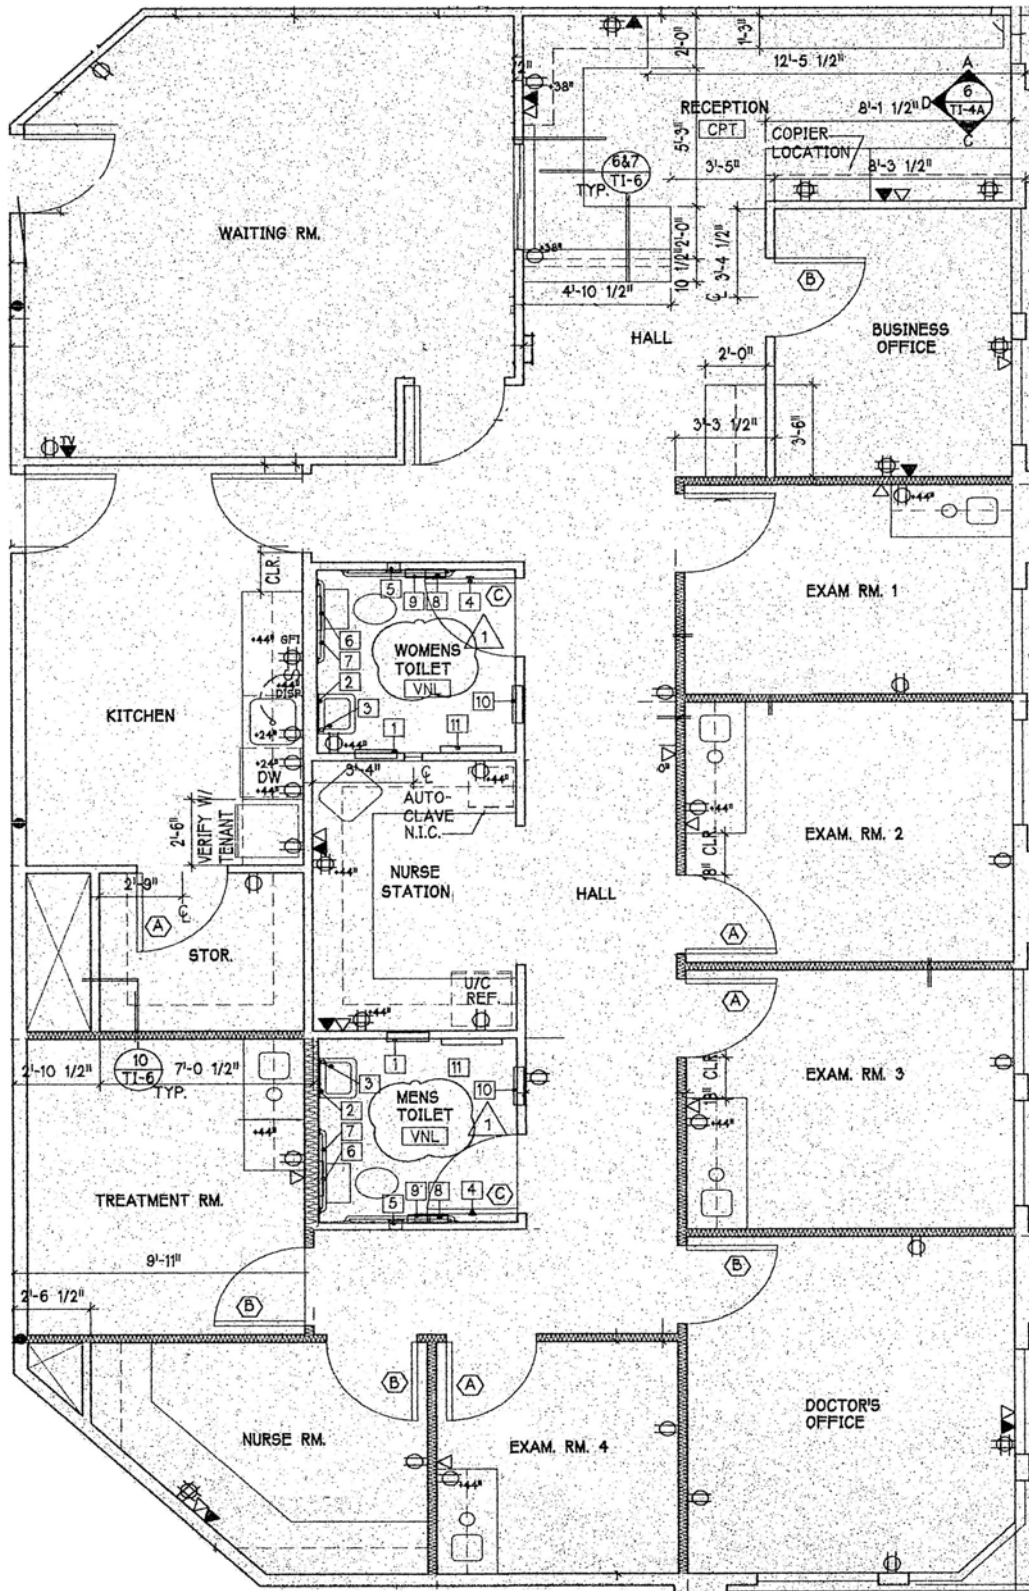 2'-0"
1'-3"
12'-5 1/2"
12"
+38"
RECEPTION
CPT
5'-3"
8'-1 1/2"
A
6
TI-4A
D
C
COPIER
LOCATION
6&7
TI-6
TYP.
3'-5"
8'-3 1/2"
WAITING RM.
+38"
2'-0"
10 1/2"
3'-4 1/2"
4'-10 1/2"
B
HALL
BUSINESS
OFFICE
2'-0"
3'-3 1/2"
3'-6"
TV
+44"
CLR.
5
9
8
4
C
EXAM RM. 1
+44"
GFI
6
7
WOMENS
TOILET
1
VNL
2
+44"
DISP.
3
10
KITCHEN
+24"
+44"
1
11
+24"
DW
+44"
3'-4"
+44"
AUTO-
CLAVE
N.I.C.
+44"
2'-6"
VERIFY W/
TENANT
EXAM. RM. 2
+44"
NURSE
STATION
18" CLR.
2'-9"
HALL
A
A
STOR.
U/C
REF.
A
+44"
10
TI-6
TYP.
2'-10 1/2"
7'-0 1/2"
1
11
3
10
18" CLR.
EXAM. RM. 3
MENS
TOILET
2
1
VNL
+44"
7
6
+44"
TREATMENT RM.
5
9
8
4
C
9'-11"
B
2'-6 1/2"
B
B
A
DOCTOR'S
OFFICE
NURSE RM.
EXAM. RM. 4
+44"